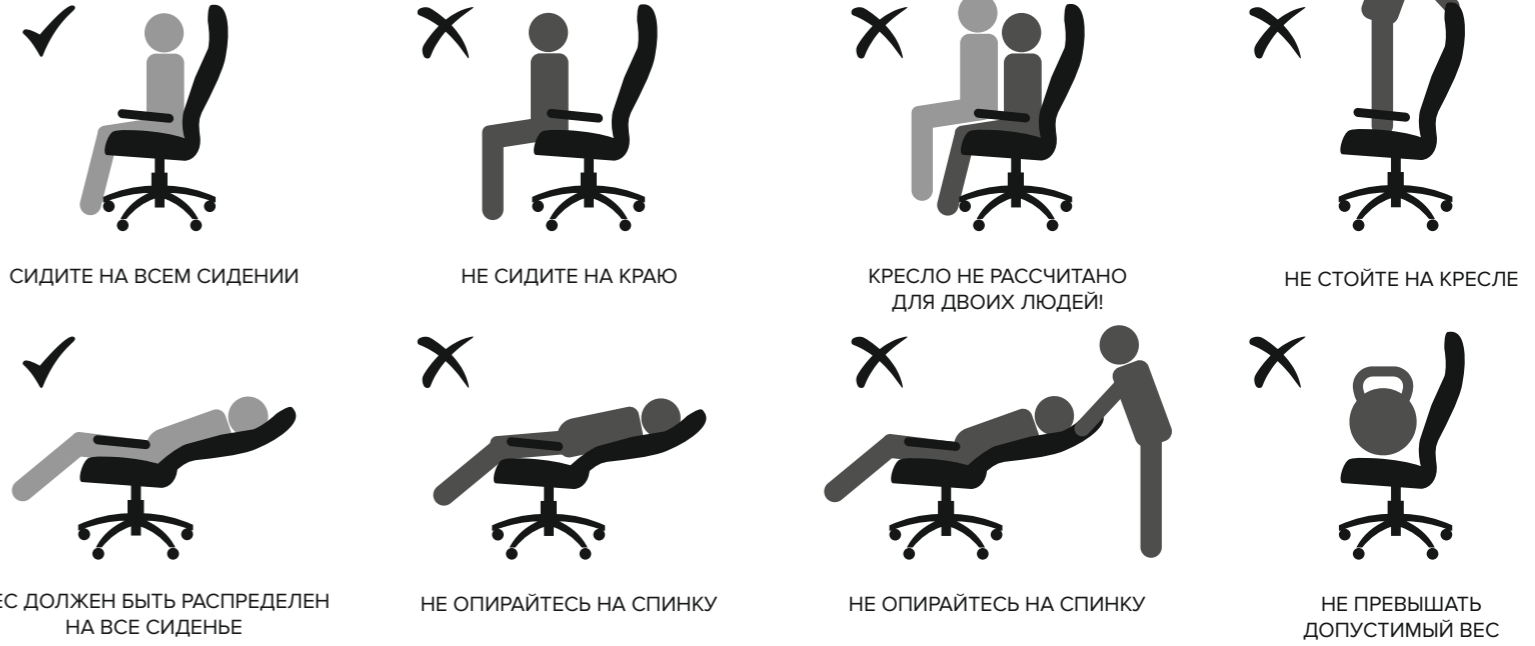 СИДИТЕ НА ВСЕМ СИДЕНИИ
НЕ СИДИТЕ НА КРАЮ
КРЕСЛО НЕ РАССЧИТАНО
ДЛЯ ДВОИХ ЛЮДЕЙ!
НЕ СТОЙТЕ НА КРЕСЛЕ
ЕС ДОЛЖЕН БЫТЬ РАСПРЕДЕЛЕН
НА ВСЕ СИДЕНЬЕ
НЕ ОПИРАЙТЕСЬ НА СПИНКУ
НЕ ОПИРАЙТЕСЬ НА СПИНКУ
НЕ ПРЕВЫШАТЬ
ДОПУСТИМЫЙ ВЕС